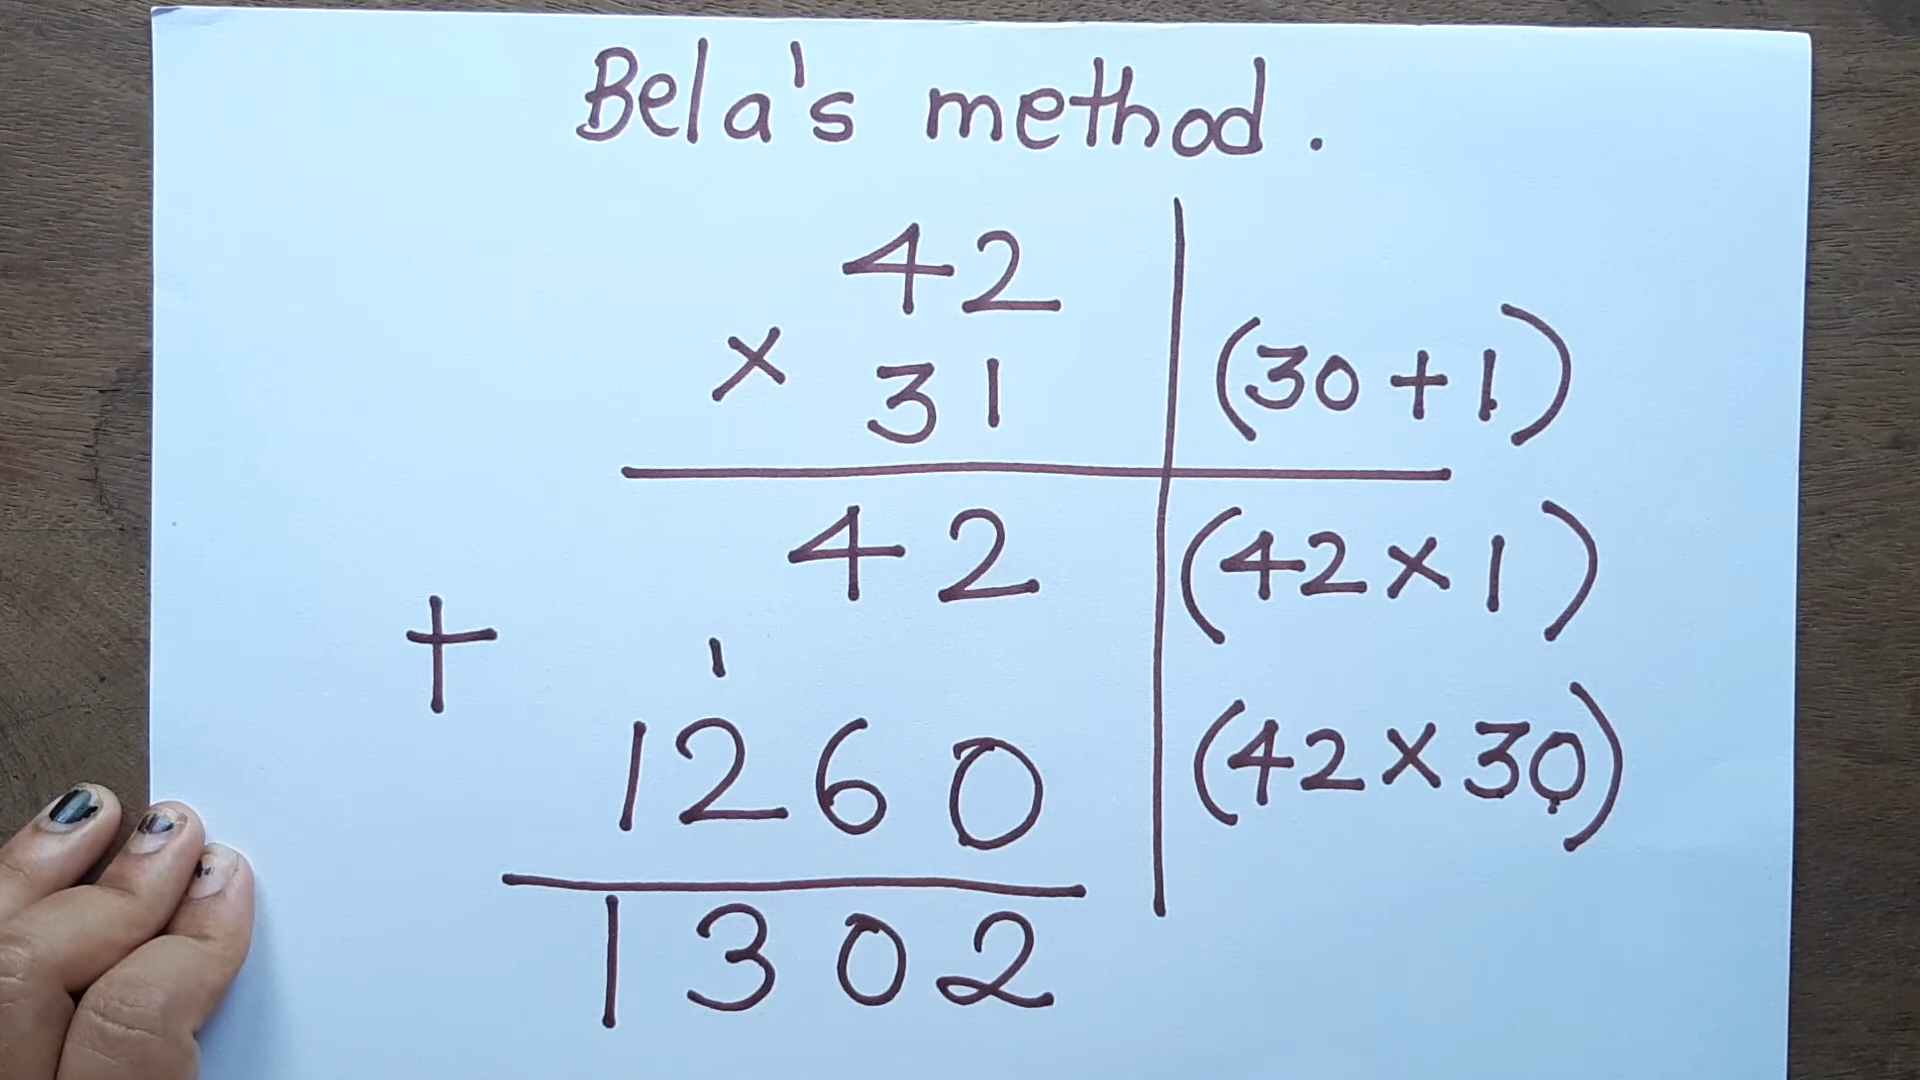 Bela's method.
42
× 31 (30 + 1)
42 (42 × 1)
+
1
1260 (42 × 30)
1302